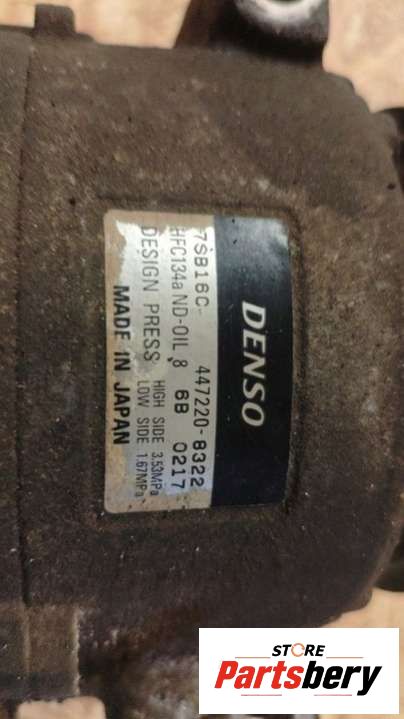 DENSO
7SB16C- 447220-8322
HFC134a ND-OIL 8 6B 0217
DESIGN PRESS HIGH SIDE 3.53MPa
LOW SIDE 1.67MPa
MADE IN JAPAN
STORE
Partsbery